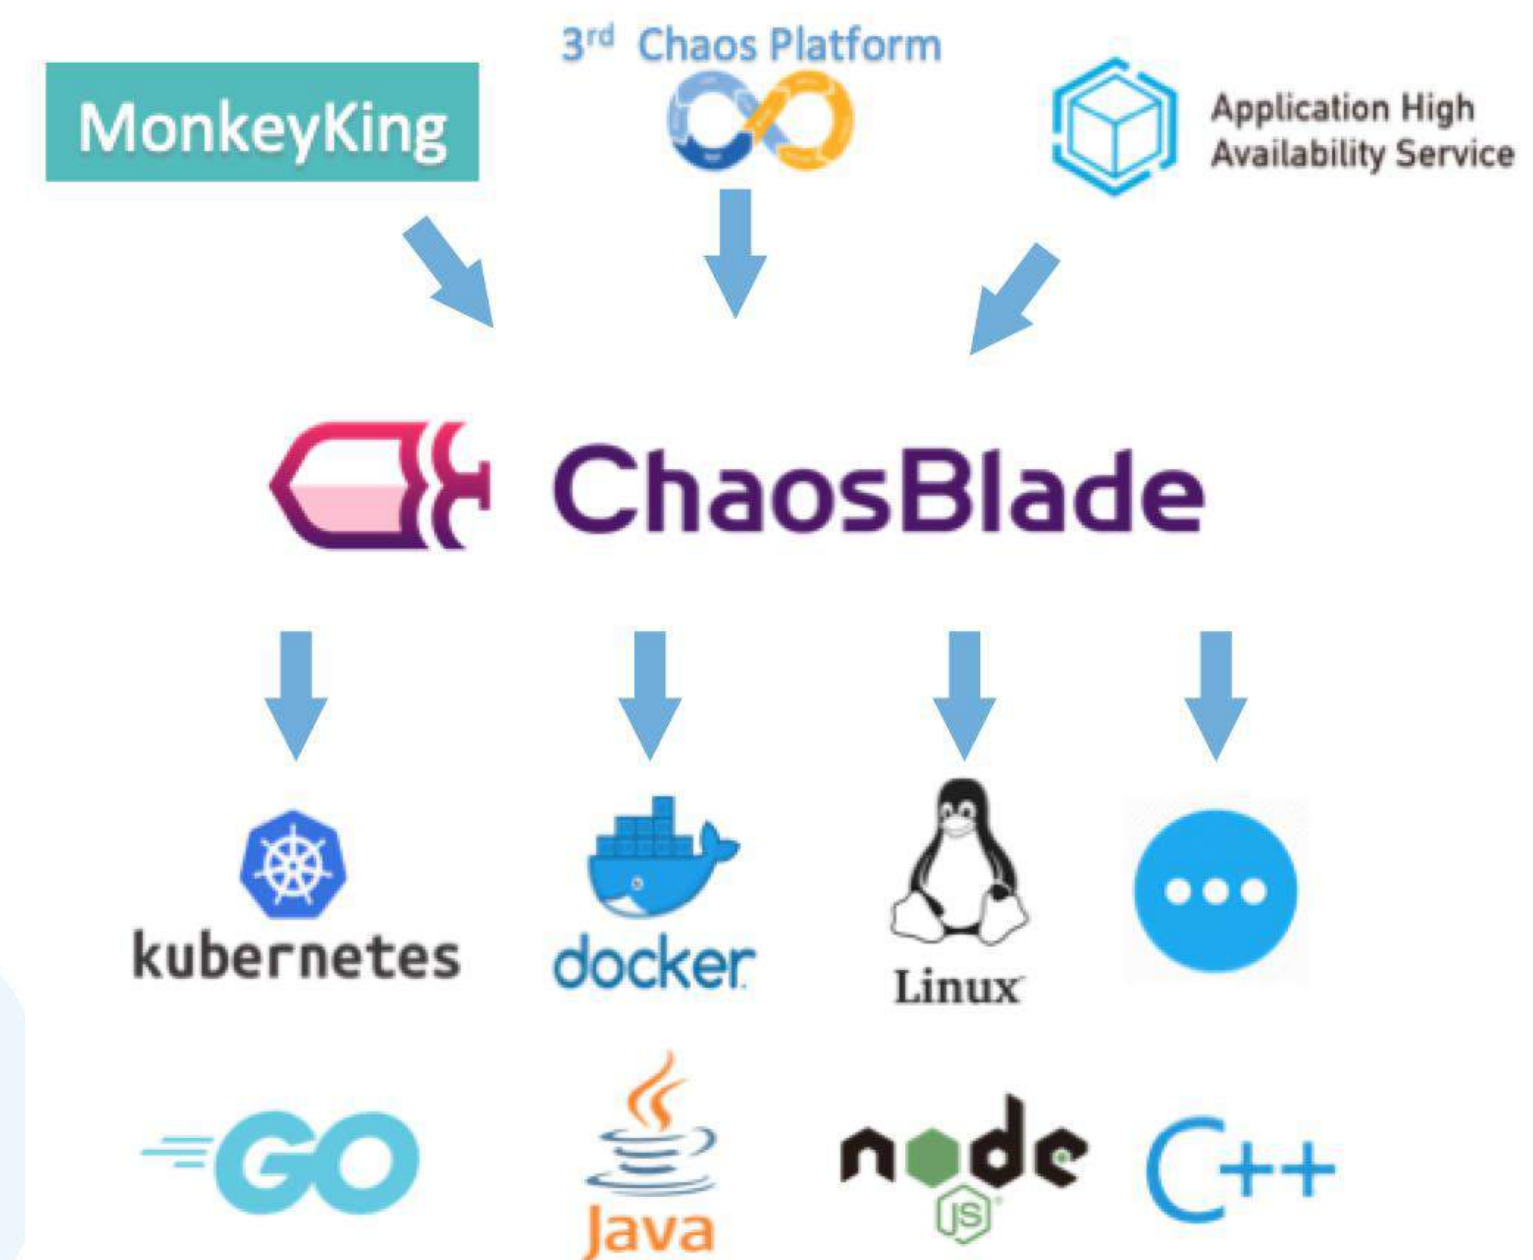 3rd Chaos Platform
MonkeyKing
Application High
Availability Service
ChaosBlade
kubernetes
docker
Linux
GO
Java
node
JS
C++